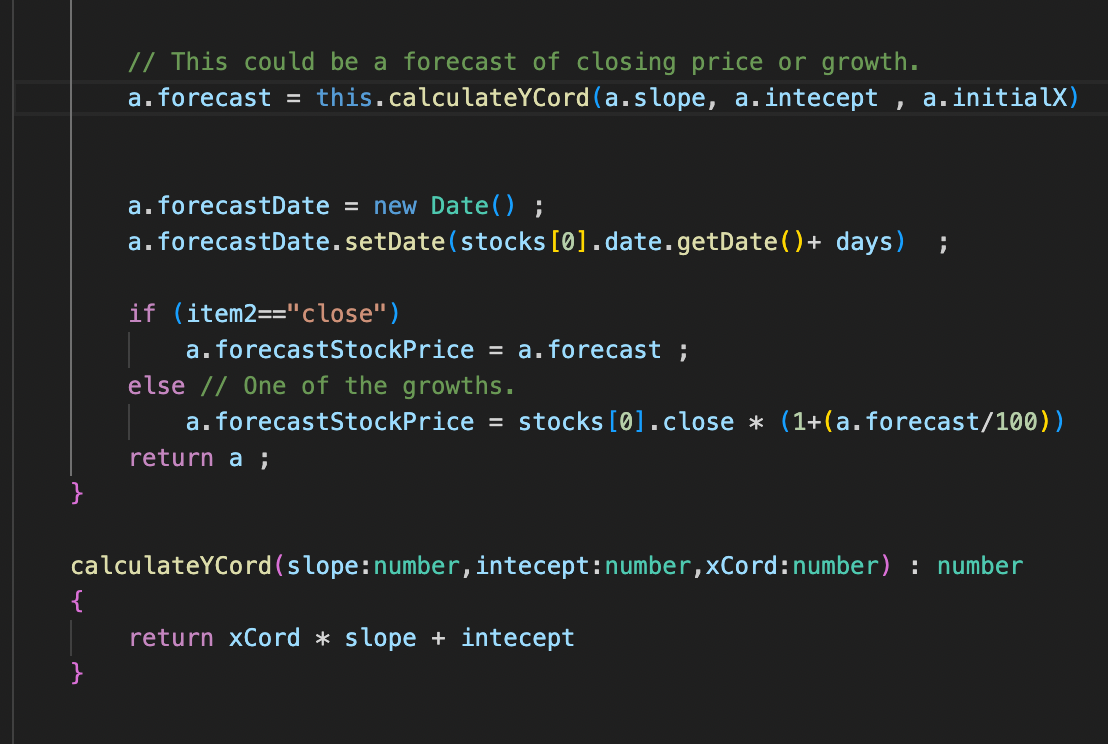 // This could be a forecast of closing price or growth.
a.forecast = this.calculateYCord(a.slope, a.intecept , a.initialX)
a.forecastDate = new Date() ;
a.forecastDate.setDate(stocks[0].date.getDate()+ days)  ;
if (item2=="close")
a.forecastStockPrice = a.forecast ;
else // One of the growths.
a.forecastStockPrice = stocks[0].close * (1+(a.forecast/100))
return a ;
}
calculateYCord(slope:number,intecept:number,xCord:number) : number
{
return xCord * slope + intecept
}